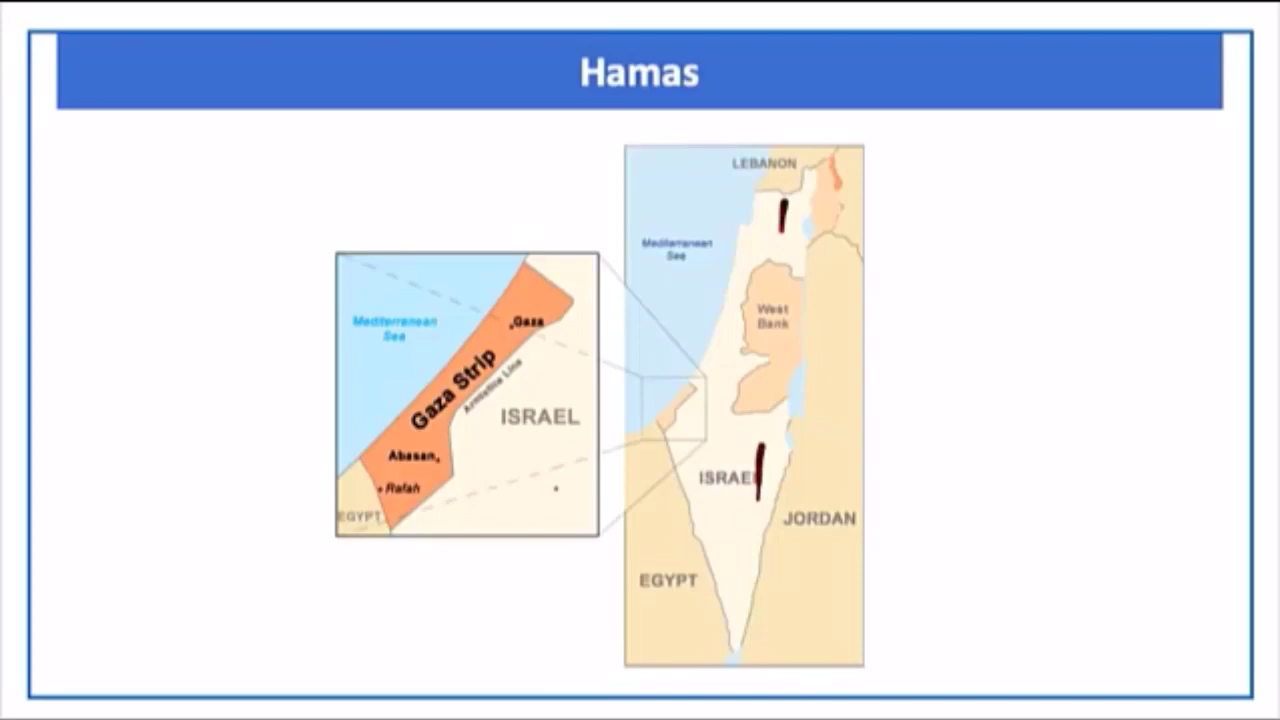 Hamas
LEBANON
Mediterranean
Sea
West
Bank
ISRAEL
JORDAN
EGYPT
Mediterranean
Sea
Gaza
Gaza Strip
Armistice Line
ISRAEL
Abasan
Rafah
EGYPT